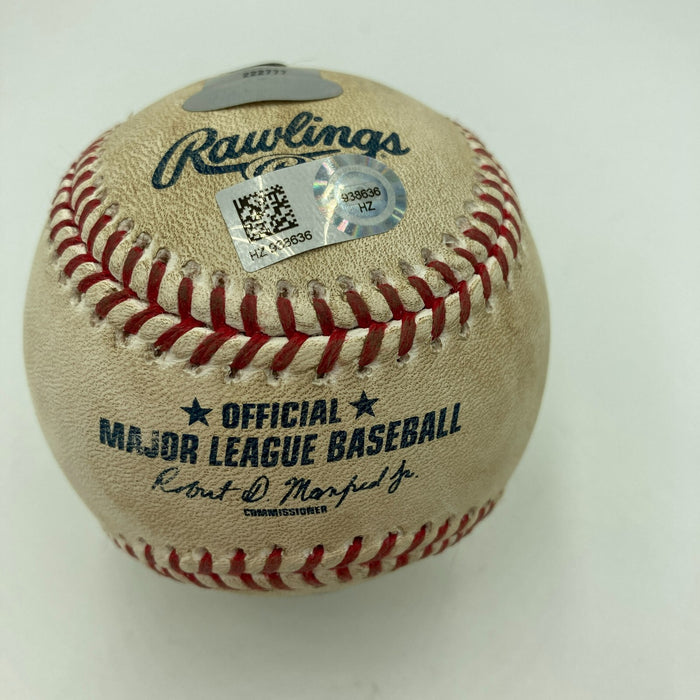 222777
Rawlings
R
938636
HZ
HZ 938636
★ OFFICIAL ★
MAJOR LEAGUE BASEBALL
Robert D Manfred Jr.
COMMISSIONER